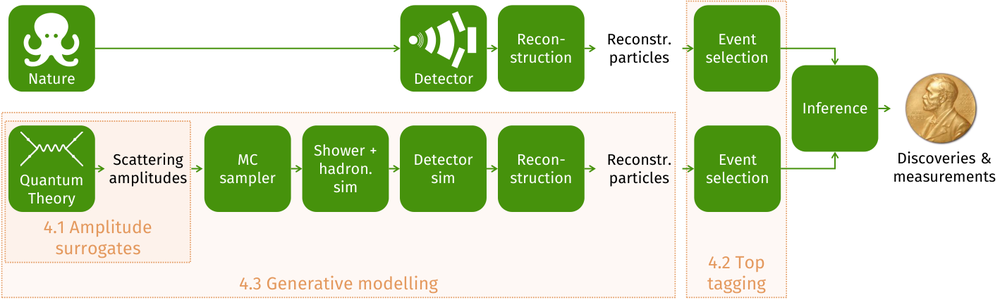 Nature
Detector
Recon-
struction
Reconstr.
particles
Event
selection
Inference
Discoveries &
measurements
Quantum
Theory
Scattering
amplitudes
MC
sampler
Shower +
hadron.
sim
Detector
sim
Recon-
struction
Reconstr.
particles
Event
selection
4.1 Amplitude
surrogates
4.3 Generative modelling
4.2 Top
tagging